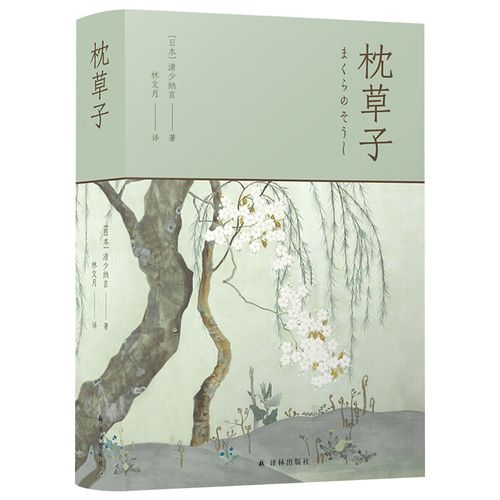 枕草子
まくらのそうし
[日本]清少纳言 —— 著
林文月 —— 译
译林出版社
枕草子
[日本]清少纳言 —— 著
林文月 —— 译